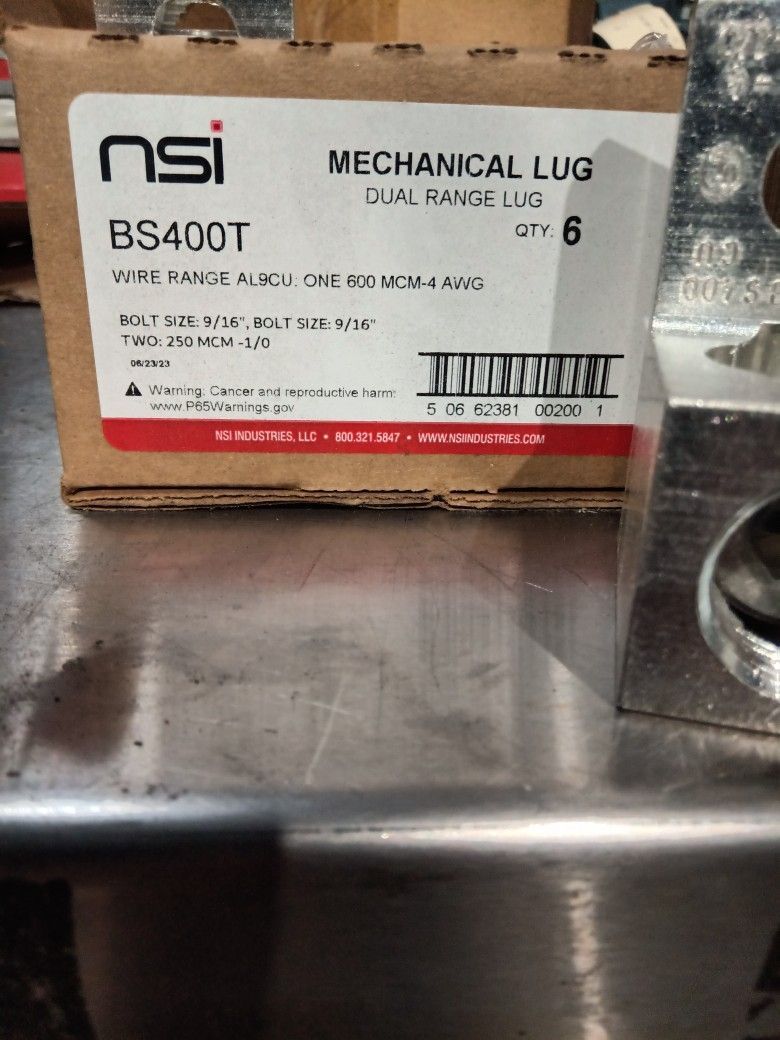 nsi
MECHANICAL LUG
DUAL RANGE LUG
BS400T
QTY: 6
WIRE RANGE AL9CU: ONE 600 MCM-4 AWG
BOLT SIZE: 9/16", BOLT SIZE: 9/16"
TWO: 250 MCM -1/0
06/23/23
Warning: Cancer and reproductive harm:
www.P65Warnings.gov
5 06 62381 00200 1
NSI INDUSTRIES, LLC • 800.321.5847 • WWW.NSIINDUSTRIES.COM